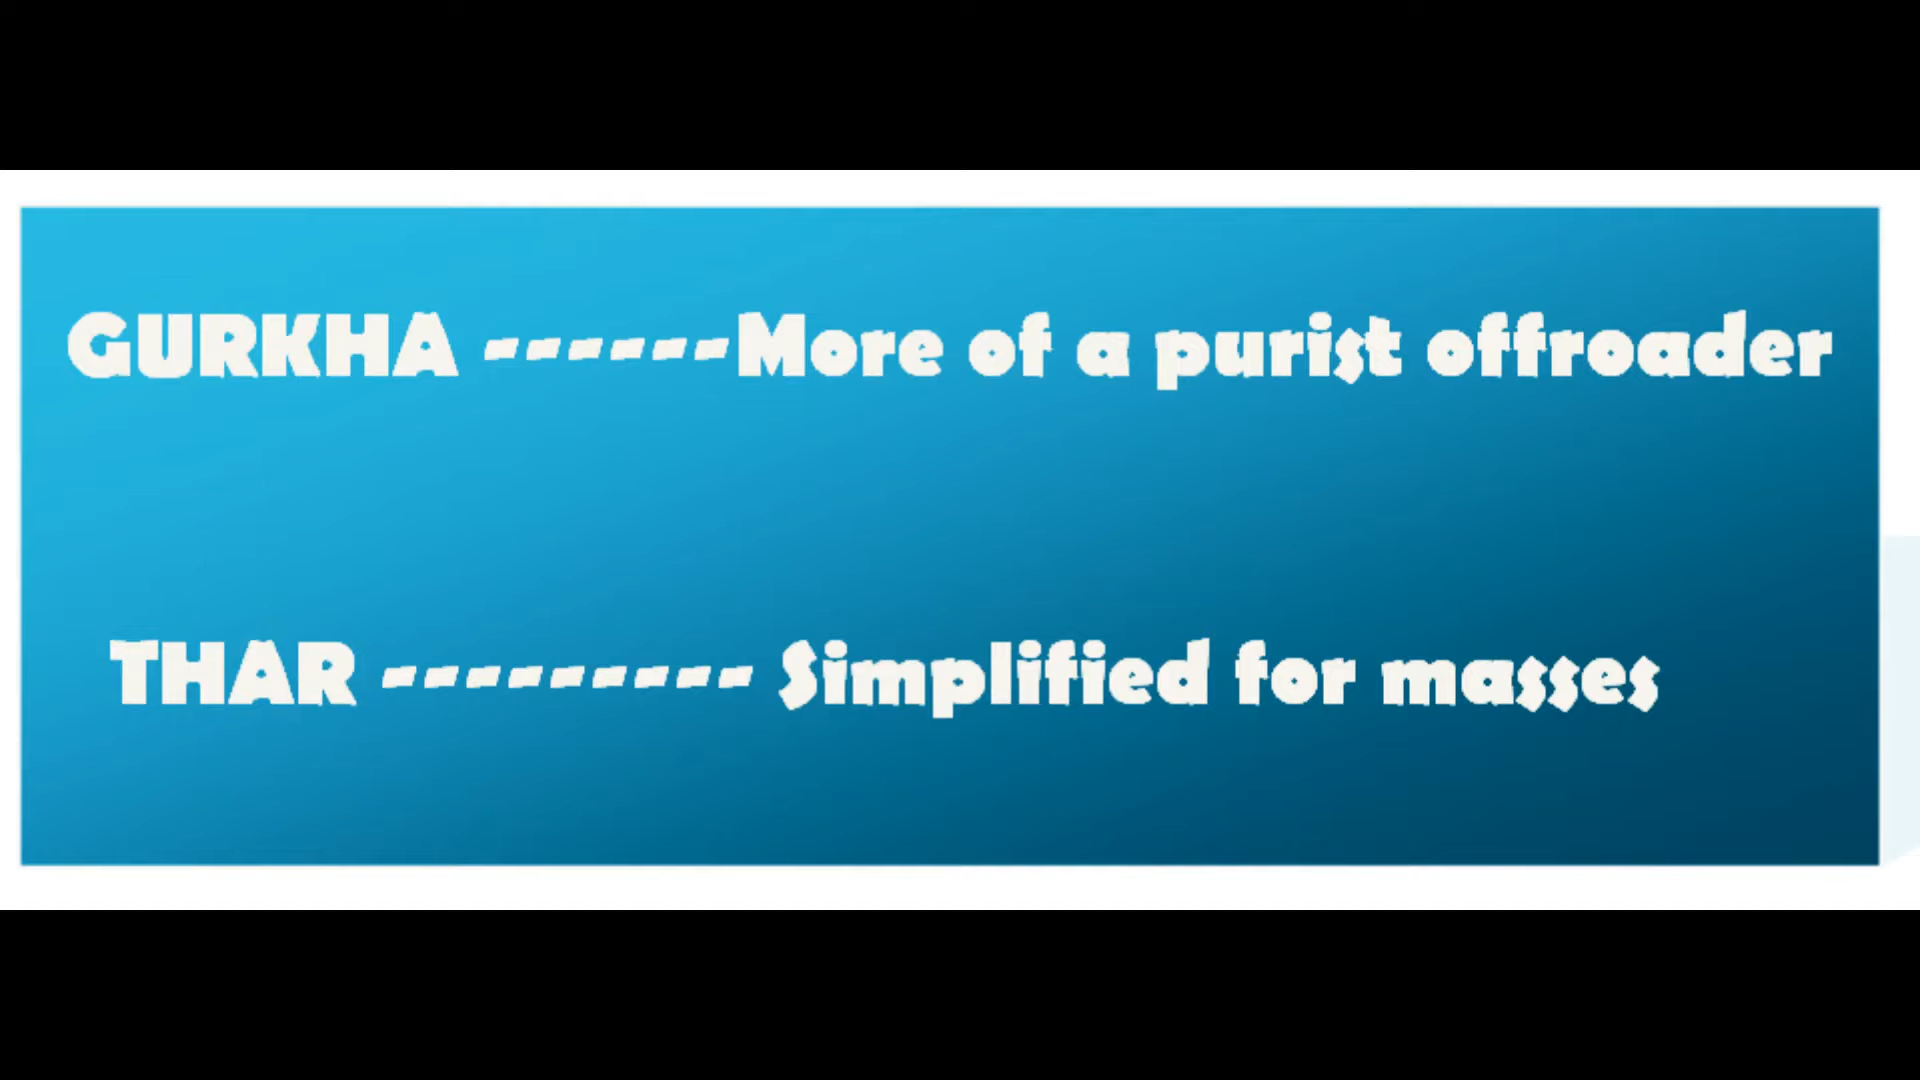 GURKHA ------More of a purist offroader
THAR --------- Simplified for masses